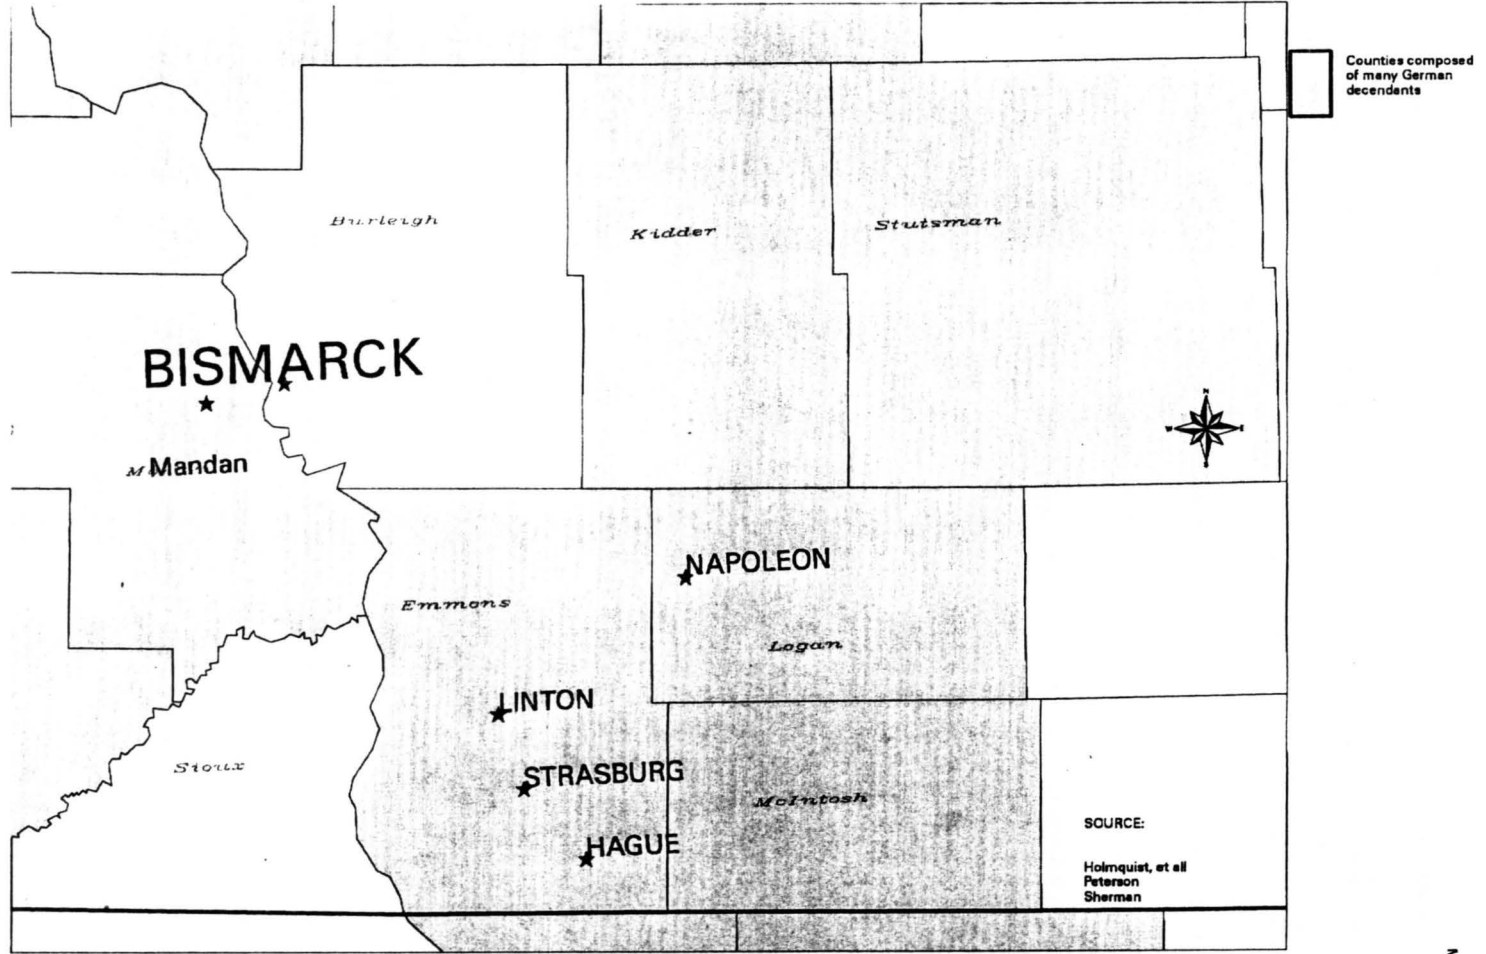 Counties composed
of many German
decendants
Burleigh
Kidder
Stutsman
BISMARCK
N
W E
S
Mandan
NAPOLEON
Emmons
Logan
LINTON
Sioux
STRASBURG
McIntosh
HAGUE
SOURCE:
Holmquist, et all
Peterson
Sherman